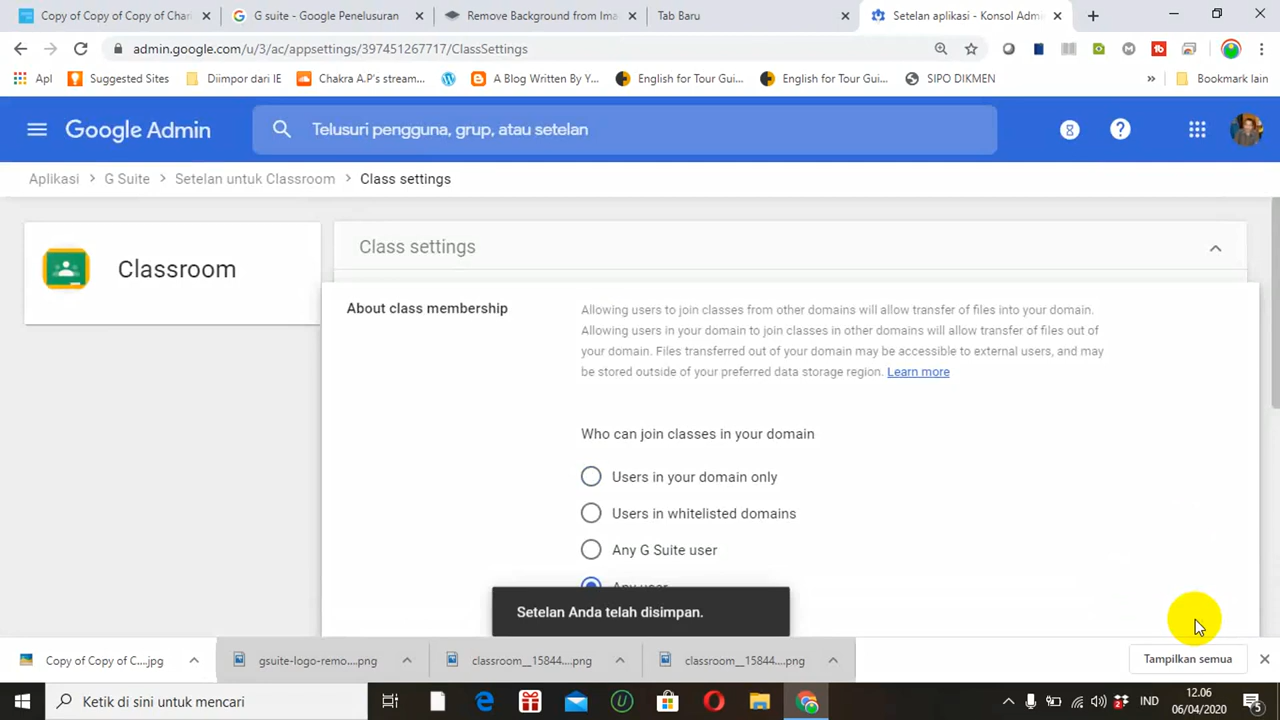 Copy of Copy of Copy of Char
G suite - Google Penelusuran
Remove Background from Ima
Tab Baru
Setelan aplikasi - Konsol Admi
admin.google.com/u/3/ac/appsettings/397451267717/ClassSettings
Apl
Suggested Sites
Diimpor dari IE
Chakra A.P's stream...
A Blog Written By Y...
English for Tour Gui...
English for Tour Gui...
SIPO DIKMEN
»
Bookmark lain
Google Admin
Telusuri pengguna, grup, atau setelan
Aplikasi > G Suite > Setelan untuk Classroom > Class settings
Classroom
Class settings
About class membership
Allowing users to join classes from other domains will allow transfer of files into your domain.
Allowing users in your domain to join classes in other domains will allow transfer of files out of
your domain. Files transferred out of your domain may be accessible to external users, and may
be stored outside of your preferred data storage region. Learn more
Who can join classes in your domain
Users in your domain only
Users in whitelisted domains
Any G Suite user
Any user
Setelan Anda telah disimpan.
Copy of Copy of C....jpg
gsuite-logo-remo....png
classroom__15844....png
classroom__15844....png
Tampilkan semua
Ketik di sini untuk mencari
IND
12.06
06/04/2020
5